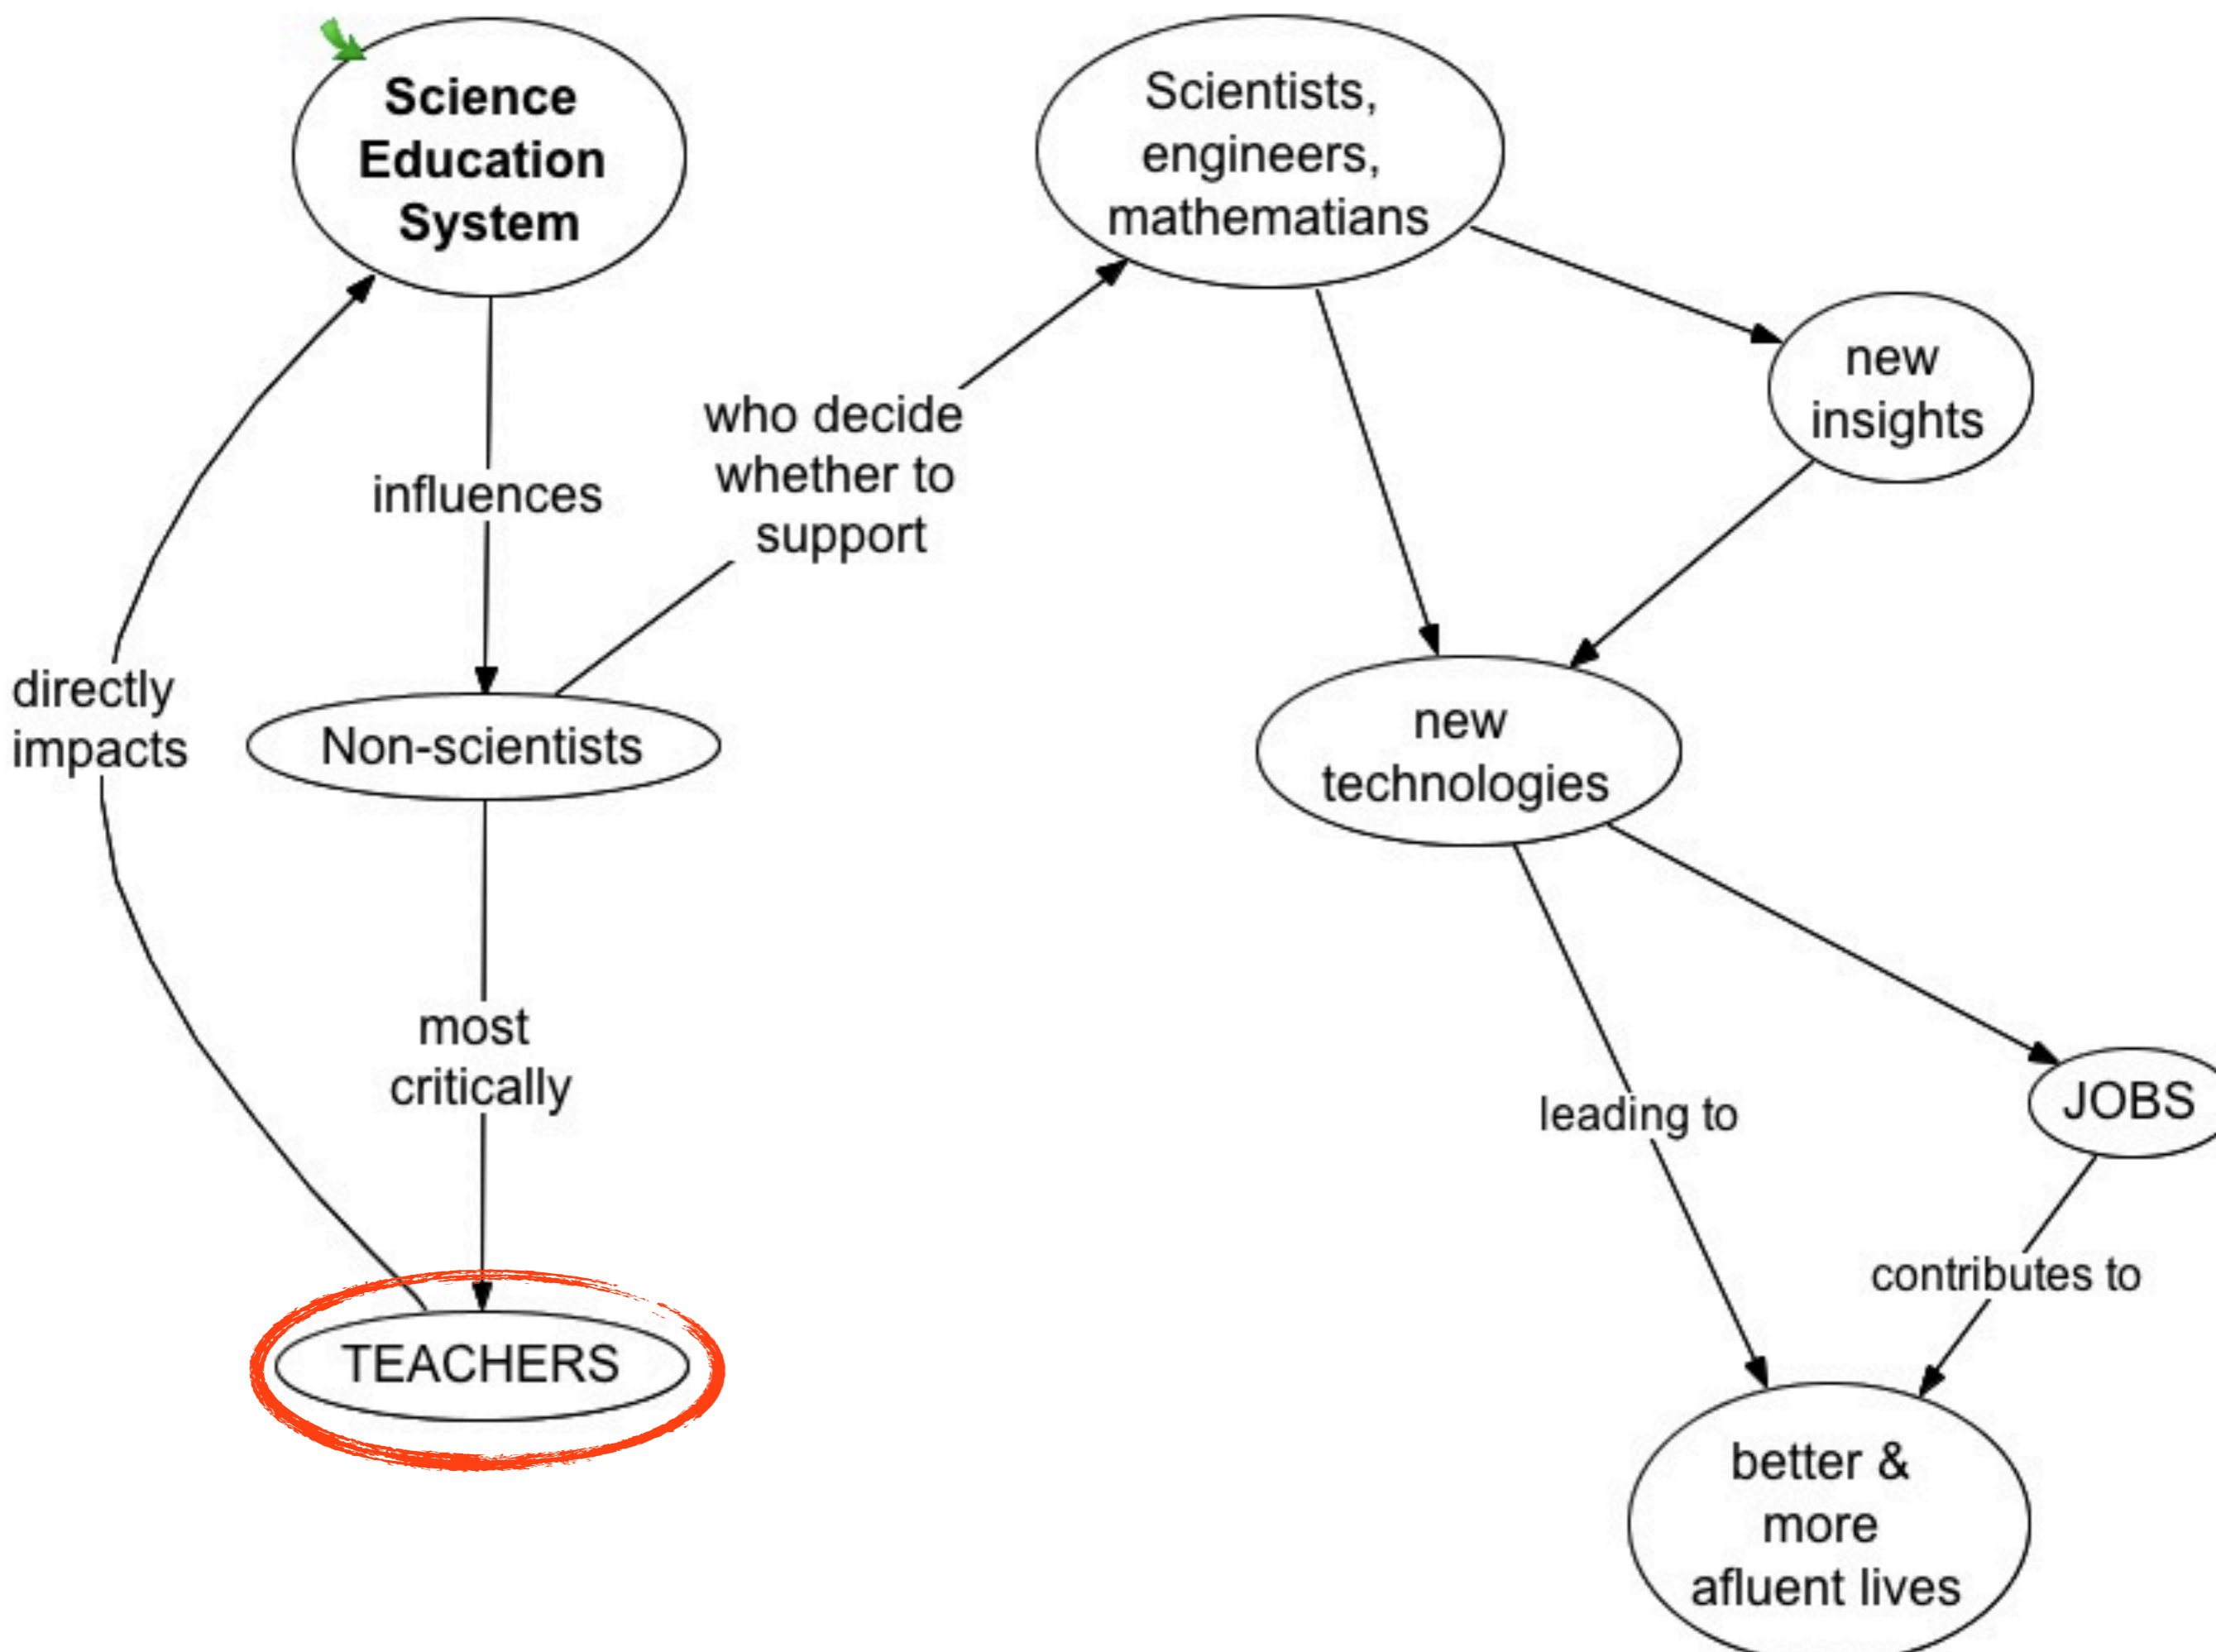 Science
Education
System
influences
Non-scientists
most
critically
TEACHERS
directly
impacts
who decide
whether to
support
Scientists,
engineers,
mathematians
new
insights
new
technologies
leading to
JOBS
contributes to
better &
more
afluent lives